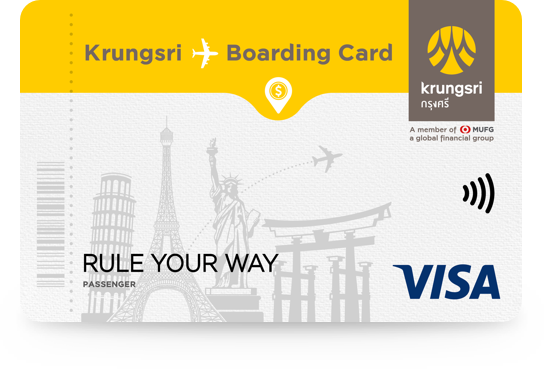 Krungsri Boarding Card
krungsri
กรุงศรี
A member of MUFG
a global financial group
$
RULE YOUR WAY
PASSENGER
VISA